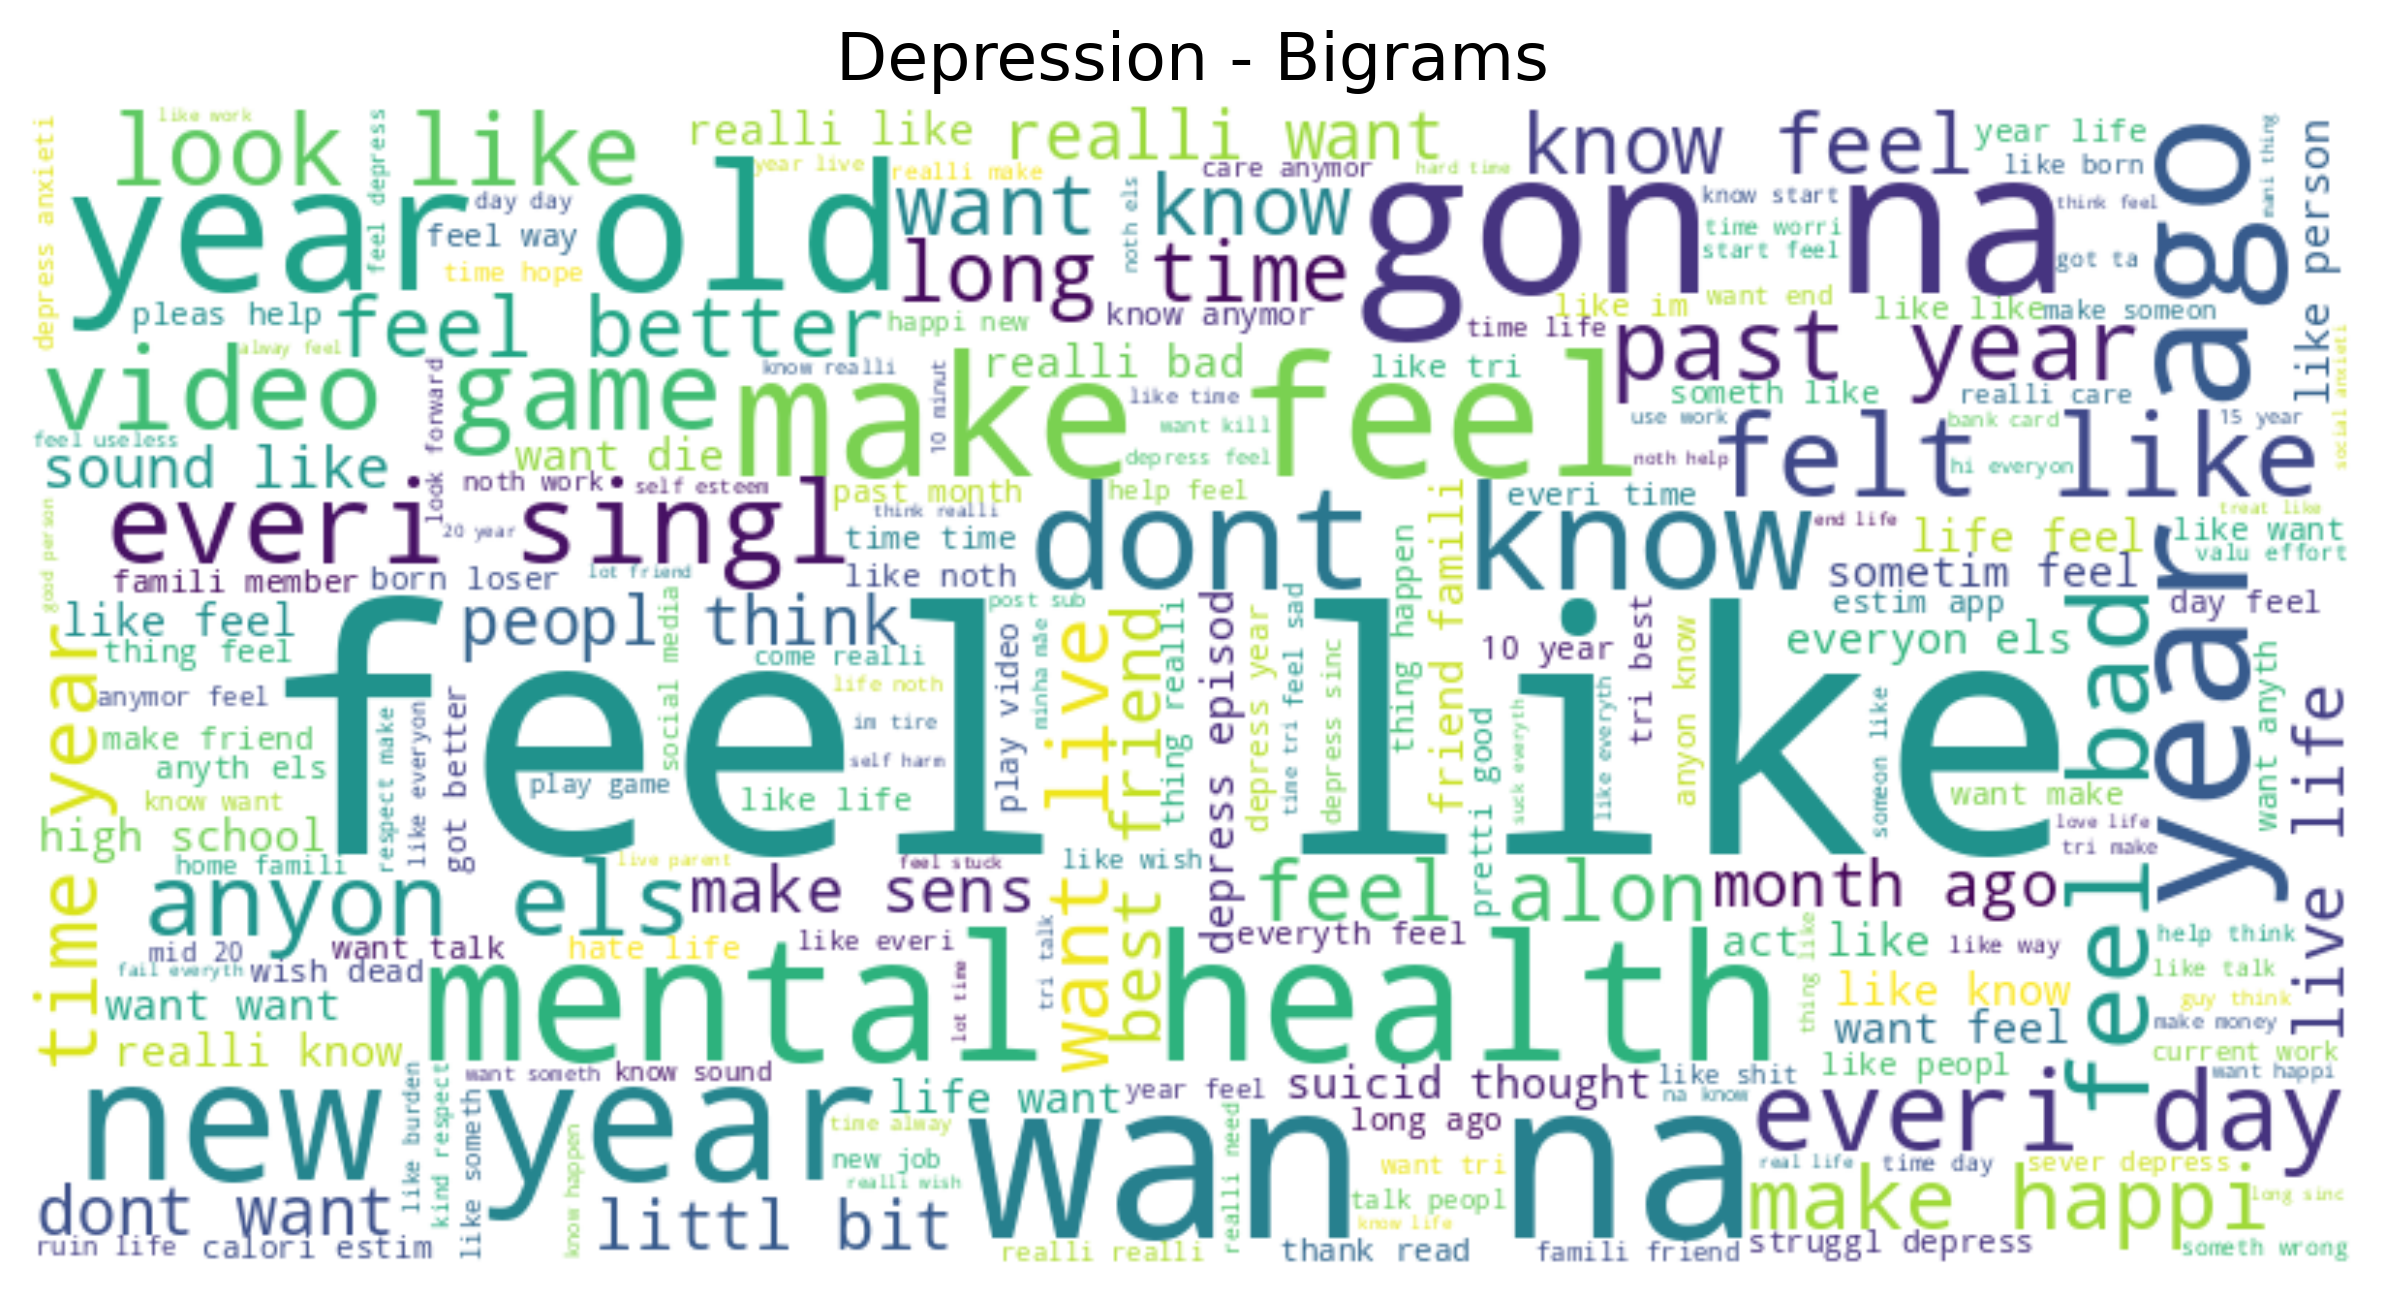 Depression - Bigrams
like work
look like
realli like
realli want
know feel
year life
like born
depress anxieti
feel depress
year live
realli make
care anymor
hard time
mani thing
like person
year old
day day
feel way
time hope
want know
noth els
long time
gon na
know start
time worri
start feel
think feel
got ta
year ago
pleas help
feel better
happi new
know anymor
like im
want end
like like
make someon
alway feel
time life
past year
video game
look forward
know realli
10 minut
realli bad
like tri
like time
someth like
realli care
social anxieti
make feel
feel useless
want die
want kill
depress feel
use work
bank card
15 year
felt like
noth help
hi everyon
sound like
noth work
self esteem
past month
help feel
everi time
think realli
good person
everi singl
20 year
time time
dont know
end life
treat like
like want
life feel
valu effort
famili member
born loser
lot friend
like noth
sometim feel
friend famili
thing happen
post sub
estim app
day feel
like feel
peopl think
social media
want live
best friend
thing realli
depress episod
depress year
time tri
feel sad
depress sinc
10 year
tri best
everyon els
thing feel
come realli
minha mãe
play video
anyon know
want anyth
anymor feel
life noth
feel like
respect make
like everyon
got better
im tire
someon like
make friend
anyth els
self harm
pretti good
suck everyth
like everyth
feel bad
live life
time year
play game
like life
want make
know want
high school
love life
tri make
home famili
live parent
feel stuck
like wish
anyon els
make sens
feel alon
month ago
mid 20
want talk
hate life
like everi
tri talk
everyth feel
thing like
act like
like way
help think
fail everyth
wish dead
lot time
mental health
like talk
want want
like know
guy think
want feel
make money
realli know
current work
like burden
kind respect
want someth
know sound
like peopl
want happi
new year
life want
year feel
suicid thought
like shit
na know
everi day
like someth
know happen
time alway
realli need
wan na
long ago
new job
want tri
real life
time day
sever depress
realli wish
dont want
littl bit
talk peopl
make happi
long sinc
know life
ruin life
calori estim
realli realli
thank read
famili friend
struggl depress
someth wrong